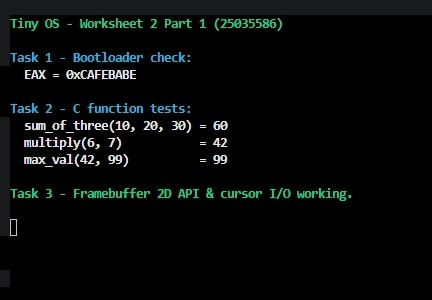 Tiny OS - Worksheet 2 Part 1 (25035586)
Task 1 - Bootloader check:
EAX = 0xCAFEBABE
Task 2 - C function tests:
sum_of_three(10, 20, 30) = 60
multiply(6, 7) = 42
max_val(42, 99) = 99
Task 3 - Framebuffer 2D API & cursor I/O working.